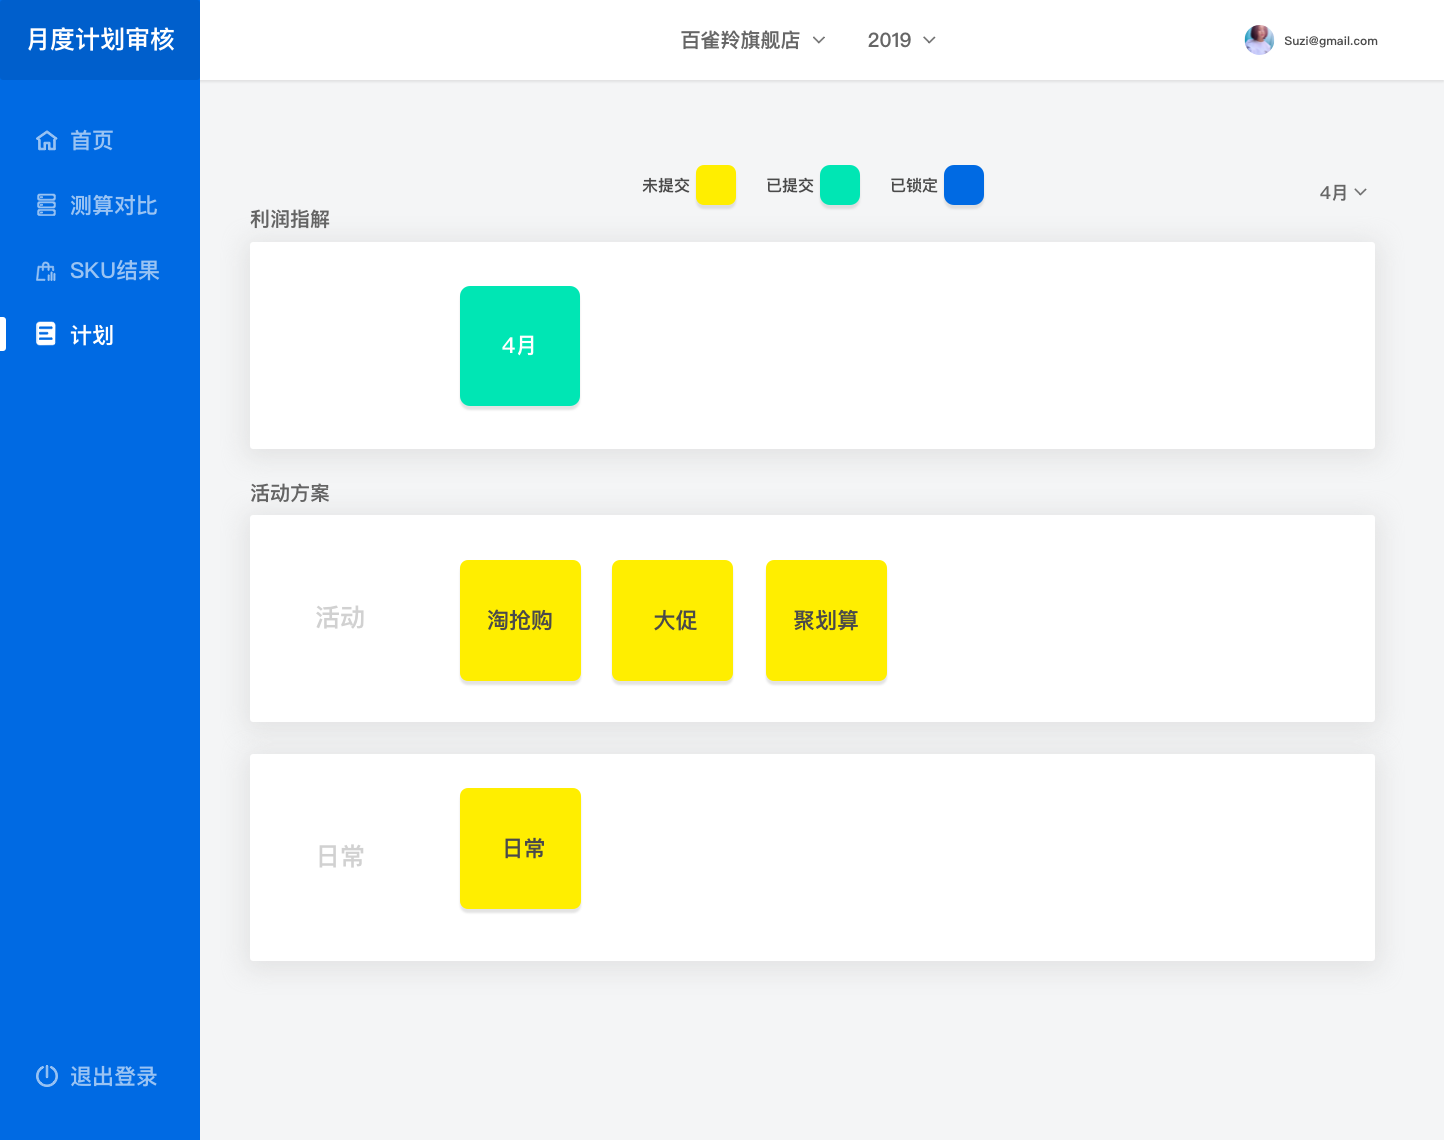 月度计划审核
百雀羚旗舰店
2019
Suzi@gmail.com
首页
测算对比
SKU结果
计划
退出登录
未提交
已提交
已锁定
4月
利润指解
4月
活动方案
活动
淘抢购
大促
聚划算
日常
日常